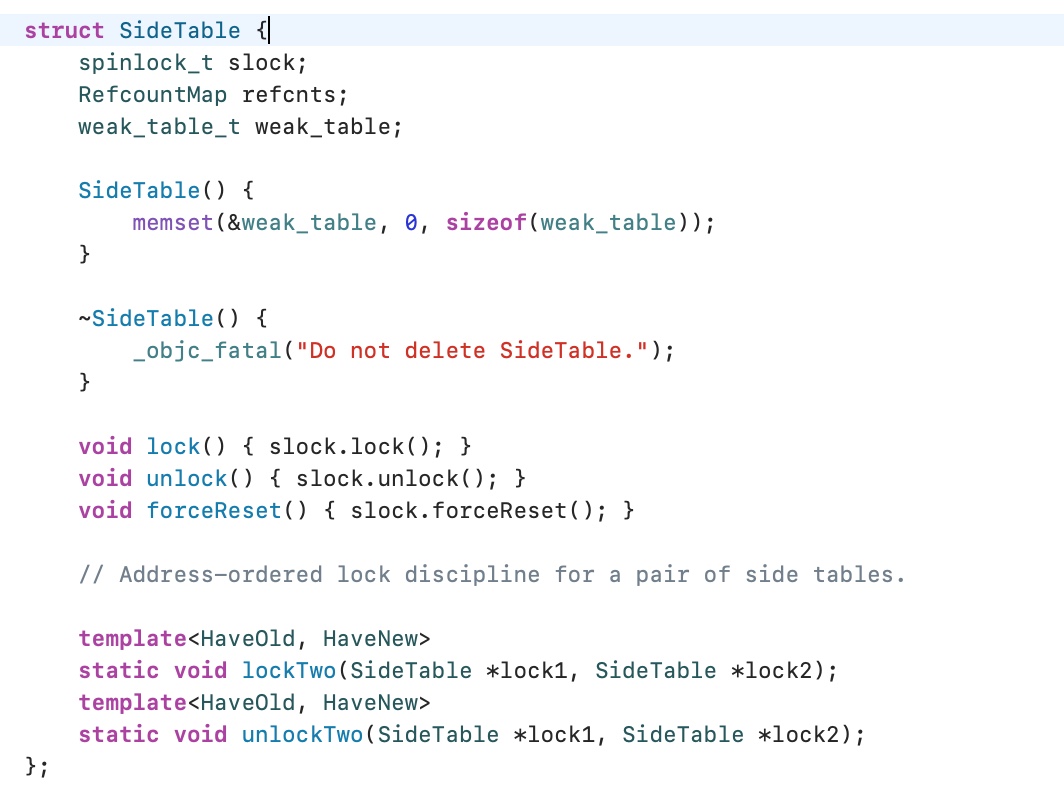 struct SideTable {
    spinlock_t slock;
    RefcountMap refcnts;
    weak_table_t weak_table;

    SideTable() {
        memset(&weak_table, 0, sizeof(weak_table));
    }

    ~SideTable() {
        _objc_fatal("Do not delete SideTable.");
    }

    void lock() { slock.lock(); }
    void unlock() { slock.unlock(); }
    void forceReset() { slock.forceReset(); }

    // Address-ordered lock discipline for a pair of side tables.

    template<HaveOld, HaveNew>
    static void lockTwo(SideTable *lock1, SideTable *lock2);
    template<HaveOld, HaveNew>
    static void unlockTwo(SideTable *lock1, SideTable *lock2);
};